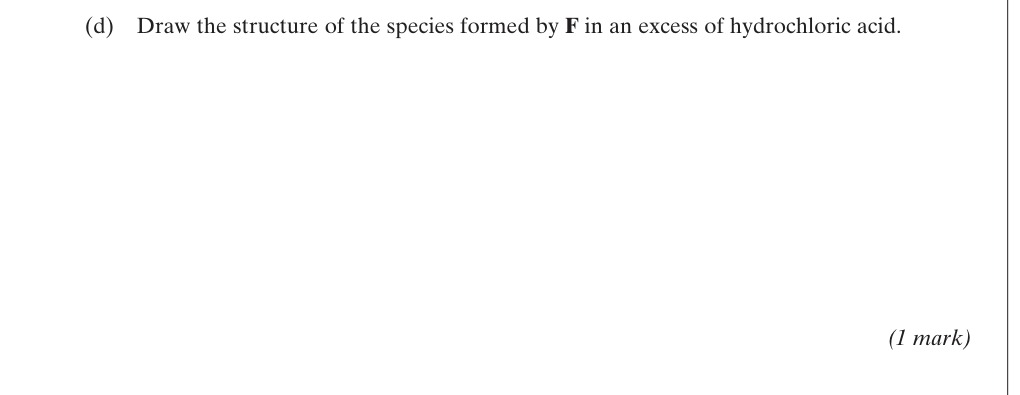 (d) Draw the structure of the species formed by F in an excess of hydrochloric acid.
(1 mark)